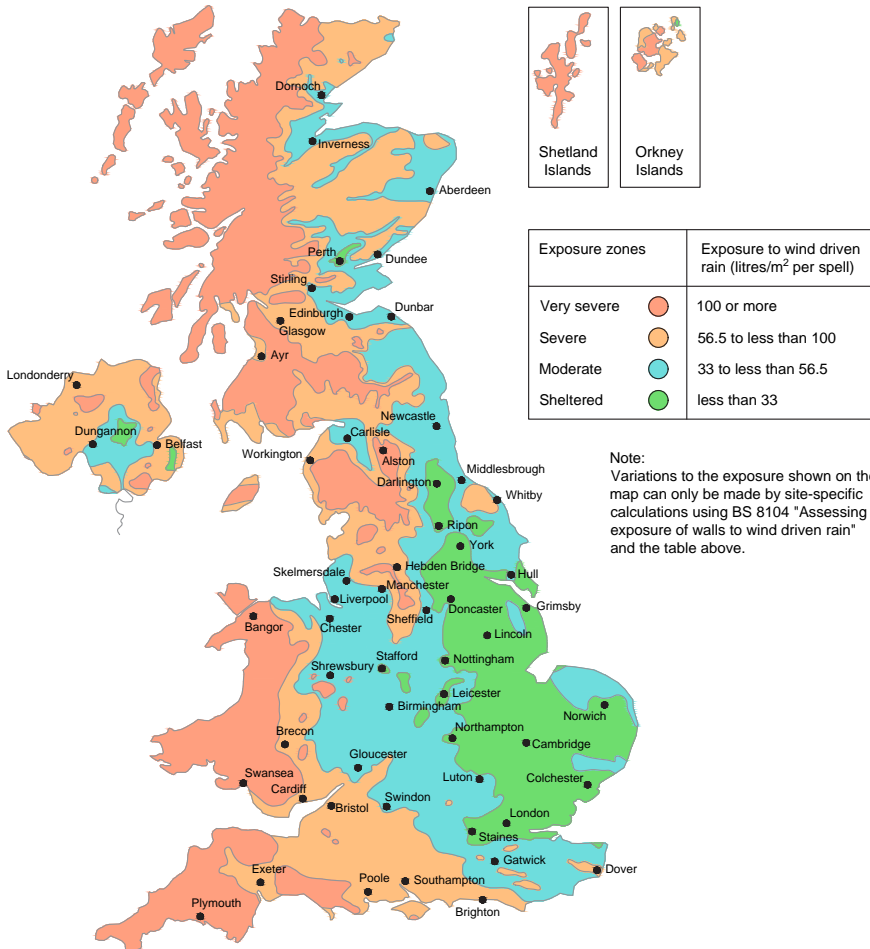 Dornoch
Inverness
Aberdeen
Perth
Dundee
Stirling
Edinburgh
Dunbar
Glasgow
Ayr
Londonderry
Dungannon
Belfast
Newcastle
Carlisle
Workington
Alston
Darlington
Middlesbrough
Whitby
Ripon
York
Hebden Bridge
Skelmersdale
Hull
Manchester
Liverpool
Doncaster
Grimsby
Bangor
Chester
Sheffield
Lincoln
Stafford
Nottingham
Shrewsbury
Leicester
Birmingham
Norwich
Northampton
Brecon
Cambridge
Gloucester
Swansea
Luton
Colchester
Cardiff
Swindon
Bristol
London
Staines
Gatwick
Exeter
Dover
Poole
Southampton
Plymouth
Brighton
Shetland
Islands
Orkney
Islands
Exposure zones
Exposure to wind driven
rain (litres/m² per spell)
Very severe 100 or more
Severe 56.5 to less than 100
Moderate 33 to less than 56.5
Sheltered less than 33
Note:
Variations to the exposure shown on the
map can only be made by site-specific
calculations using BS 8104 "Assessing
exposure of walls to wind driven rain"
and the table above.